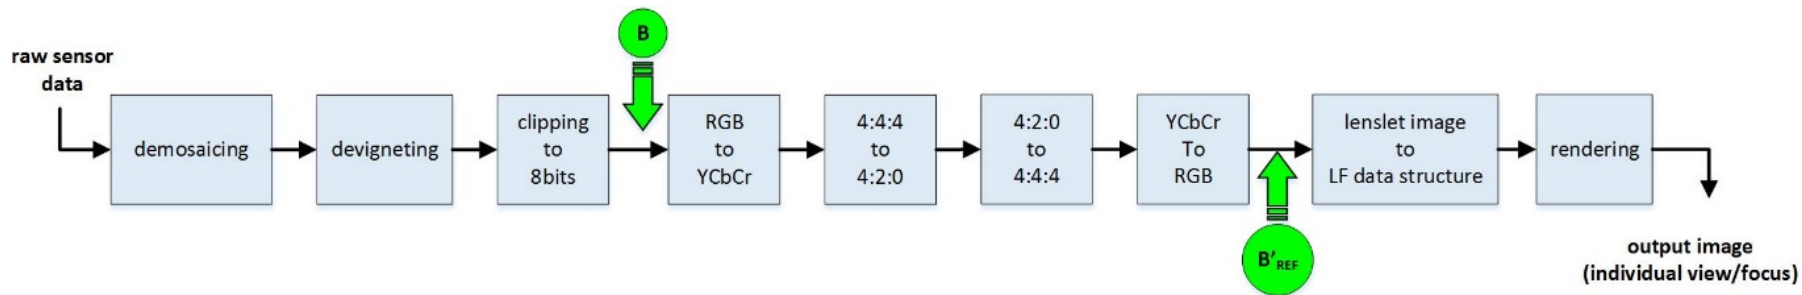 B
raw sensor
data
demosaicing
devigneting
clipping
to
8bits
RGB
to
YCbCr
4:4:4
to
4:2:0
4:2:0
to
4:4:4
YCbCr
To
RGB
lenslet image
to
LF data structure
rendering
B'REF
output image
(individual view/focus)